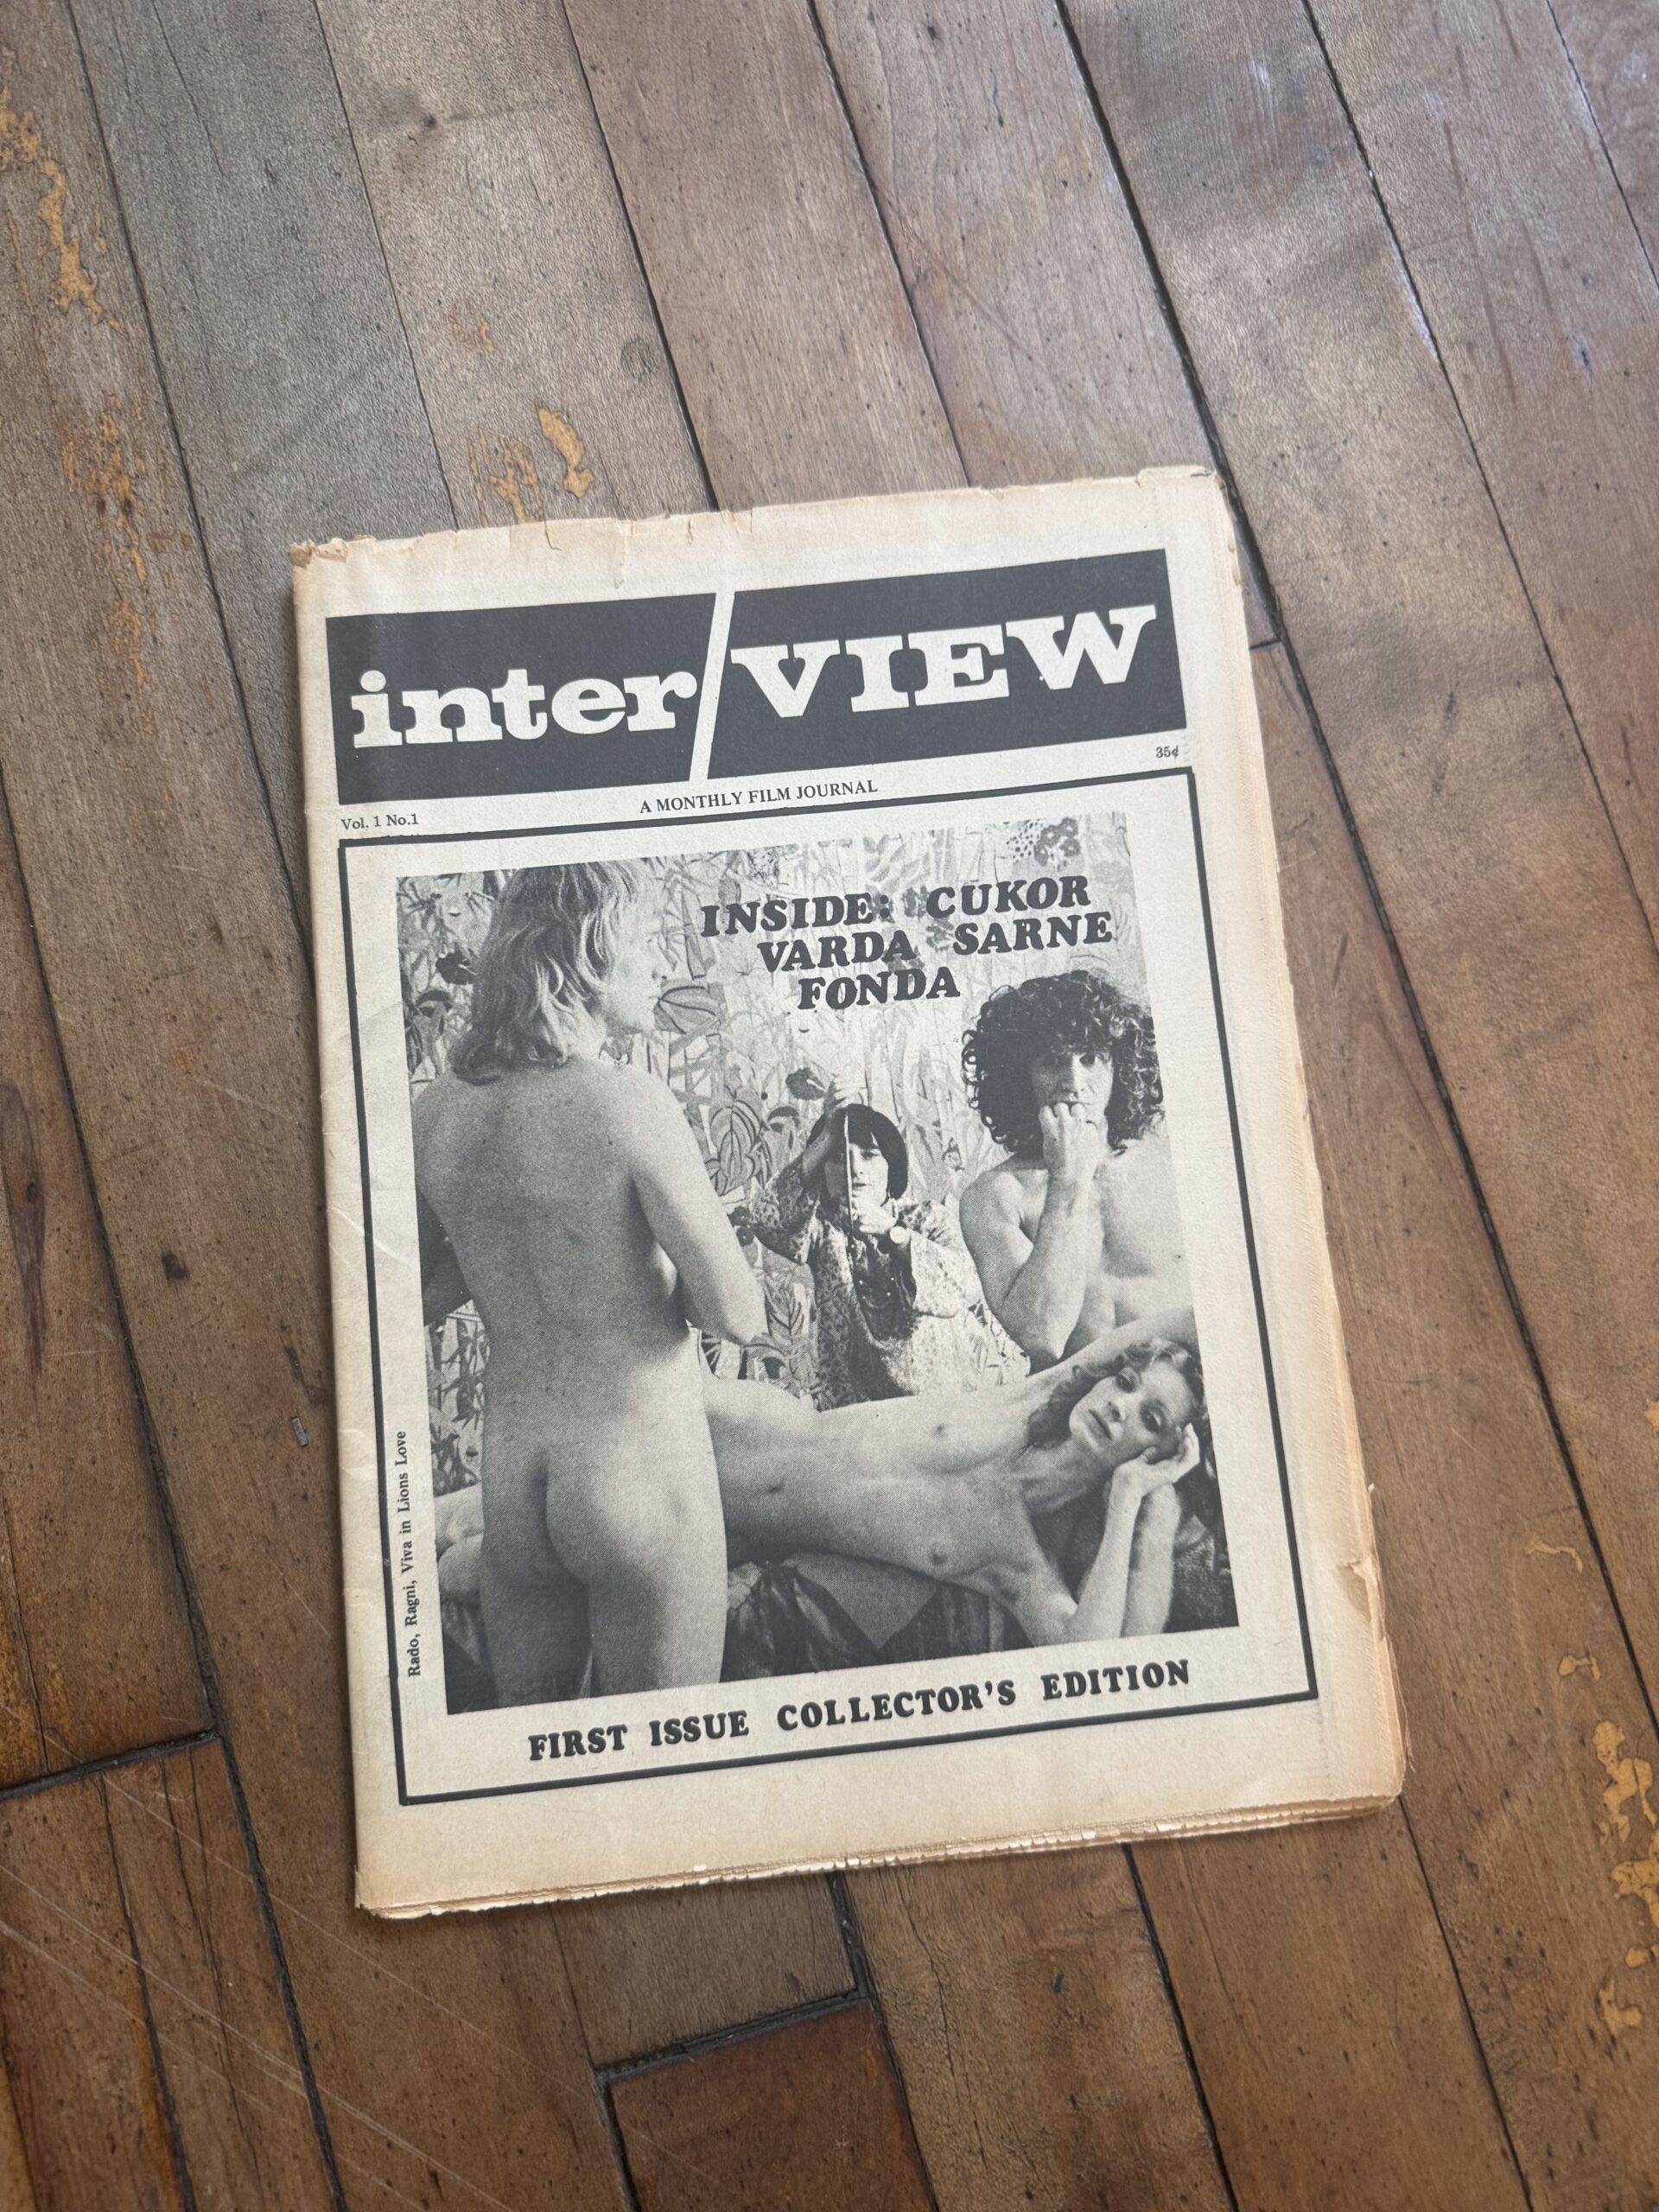 inter/VIEW
35¢
A MONTHLY FILM JOURNAL
Vol. 1 No.1
INSIDE: CUKOR
VARDA SARNE
FONDA
Rado, Ragni, Viva in Lions Love
FIRST ISSUE COLLECTOR'S EDITION